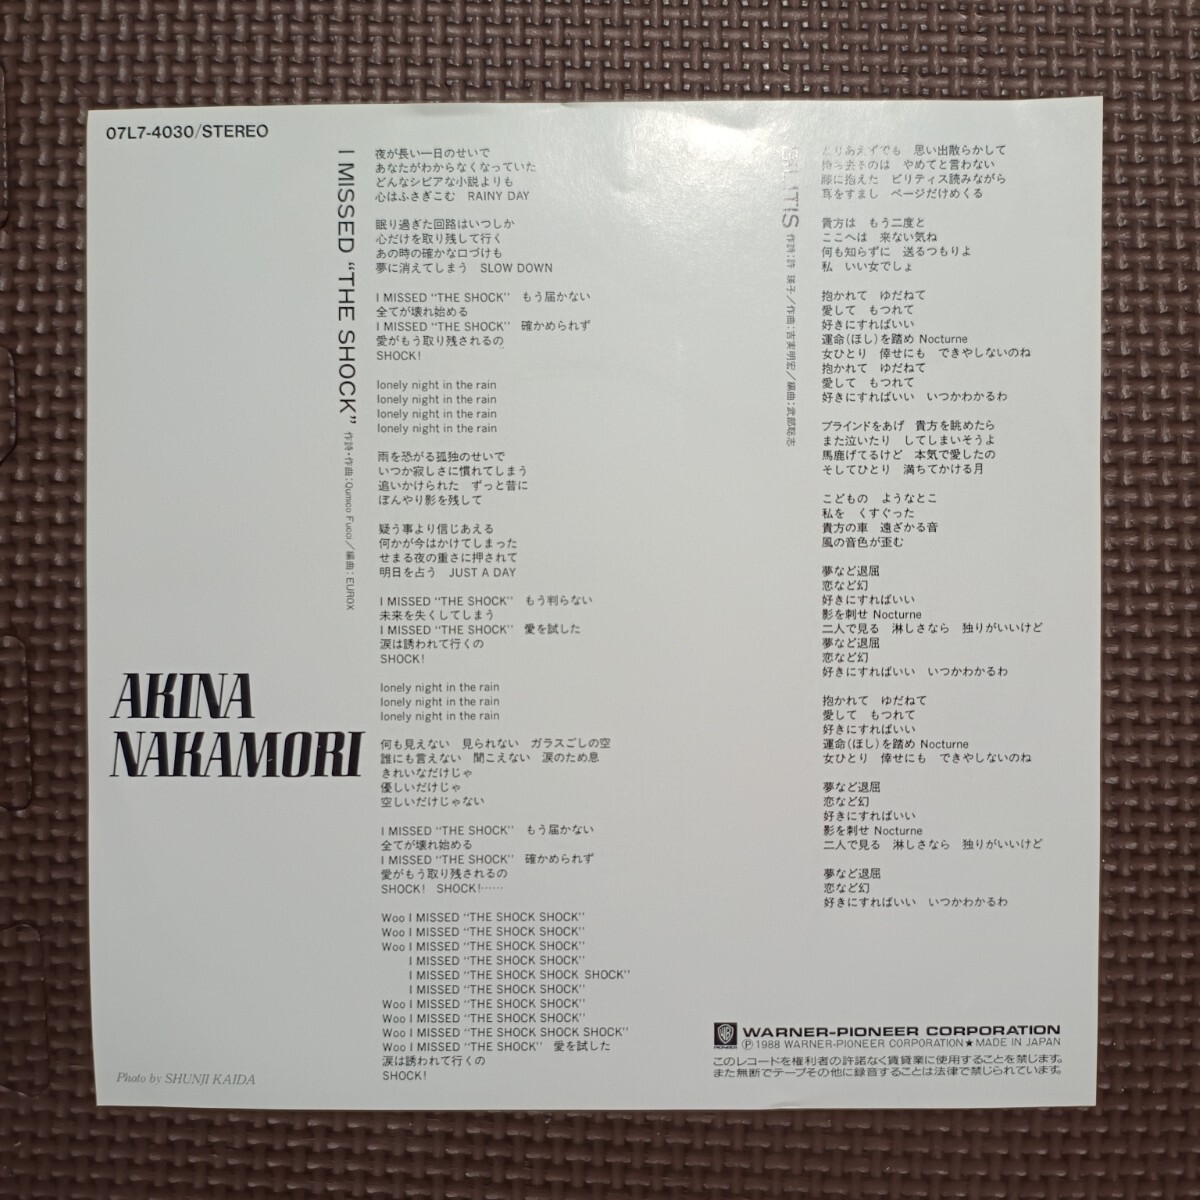 07L7-4030/STEREO
I MISSED “THE SHOCK” 作詩・作曲：Qumico Fucci／編曲：EUROX
夜が長い一日のせいで
あなたがわからなくなっていた
どんなシビアな小説よりも
心はふさぎこむ RAINY DAY
眠り過ぎた回路はいつしか
心だけを取り残して行く
あの時の確かな口づけも
夢に消えてしまう SLOW DOWN
I MISSED “THE SHOCK” もう届かない
全てが壊れ始める
I MISSED “THE SHOCK” 確かめられず
愛がもう取り残されるの
SHOCK!
lonely night in the rain
lonely night in the rain
lonely night in the rain
lonely night in the rain
雨を恐がる孤独のせいで
いつか寂しさに慣れてしまう
追いかけられた ずっと昔に
ぼんやり影を残して
疑う事より信じあえる
何かが今はかけてしまった
せまる夜の重さに押されて
明日を占う JUST A DAY
I MISSED “THE SHOCK” もう判らない
未来を失くしてしまう
I MISSED “THE SHOCK” 愛を試した
涙は誘われて行くの
SHOCK!
lonely night in the rain
lonely night in the rain
lonely night in the rain
何も見えない 見られない ガラスごしの空
誰にも言えない 聞こえない 涙のため息
きれいなだけじゃ
優しいだけじゃ
空しいだけじゃない
I MISSED “THE SHOCK” もう届かない
全てが壊れ始める
I MISSED “THE SHOCK” 確かめられず
愛がもう取り残されるの
SHOCK! SHOCK!……
Woo I MISSED “THE SHOCK SHOCK”
Woo I MISSED “THE SHOCK SHOCK”
Woo I MISSED “THE SHOCK SHOCK”
I MISSED “THE SHOCK SHOCK”
I MISSED “THE SHOCK SHOCK SHOCK”
I MISSED “THE SHOCK SHOCK”
Woo I MISSED “THE SHOCK SHOCK”
Woo I MISSED “THE SHOCK SHOCK”
Woo I MISSED “THE SHOCK SHOCK SHOCK”
Woo I MISSED “THE SHOCK” 愛を試した
涙は誘われて行くの
SHOCK!
作詩：許 瑛子／作曲：吉実明宏／編曲：武部聡志
とりあえずでも 思い出散らかして
やめてと言わない
膝に抱えた ビリティス読みながら
耳をすまし ページだけめくる
貴方は もう二度と
ここへは 来ない気ね
何も知らずに 送るつもりよ
私 いい女でしょ
抱かれて ゆだねて
愛して もつれて
好きにすればいい
運命(ほし)を踏め Nocturne
女ひとり 倖せにも できやしないのね
抱かれて ゆだねて
愛して もつれて
好きにすればいい いつかわかるわ
ブラインドをあげ 貴方を眺めたら
また泣いたり してしまいそうよ
馬鹿げてるけど 本気で愛したの
そしてひとり 満ちてかける月
こどもの ようなとこ
私を くすぐった
貴方の車 遠ざかる音
風の音色が歪む
夢など退屈
恋など幻
好きにすればいい
影を刺せ Nocturne
二人で見る 淋しさなら 独りがいいけど
夢など退屈
恋など幻
好きにすればいい いつかわかるわ
抱かれて ゆだねて
愛して もつれて
好きにすればいい
運命(ほし)を踏め Nocturne
女ひとり 倖せにも できやしないのね
夢など退屈
恋など幻
好きにすればいい
影を刺せ Nocturne
二人で見る 淋しさなら 独りがいいけど
夢など退屈
恋など幻
好きにすればいい いつかわかるわ
AKINA
NAKAMORI
Photo by SHUNJI KAIDA
WARNER-PIONEER CORPORATION
Ⓟ1988 WARNER-PIONEER CORPORATION★MADE IN JAPAN
このレコードを権利者の許諾なく賃貸業に使用することを禁じます。
また無断でテープその他に録音することは法律で禁じられています。